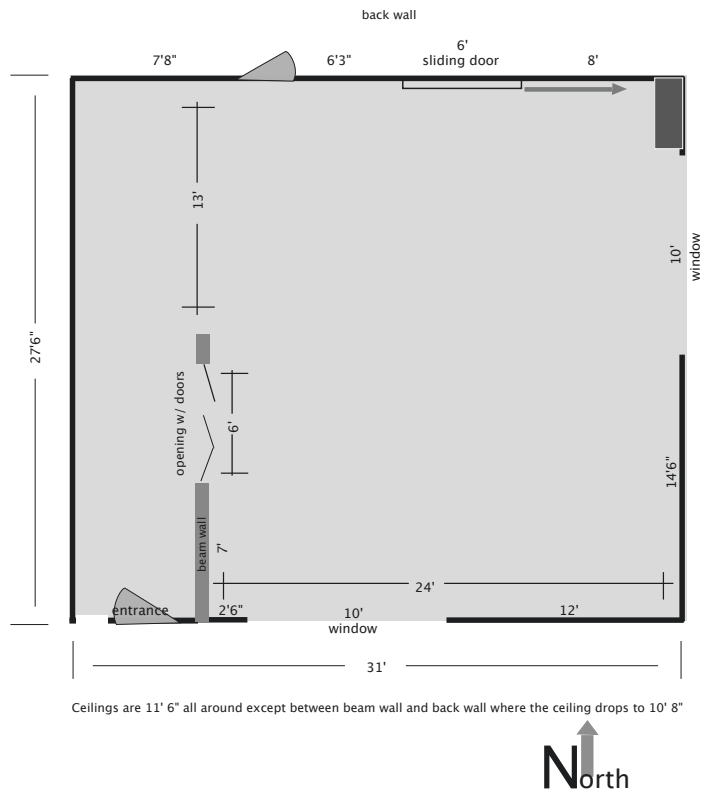 back wall
6'
7'8"
6'3"
sliding door
8'
13'
10'
window
27'6"
opening w/ doors
6'
14'6"
beam wall
7'
24'
entrance
2'6"
10'
12'
window
31'
Ceilings are 11' 6" all around except between beam wall and back wall where the ceiling drops to 10' 8"
North